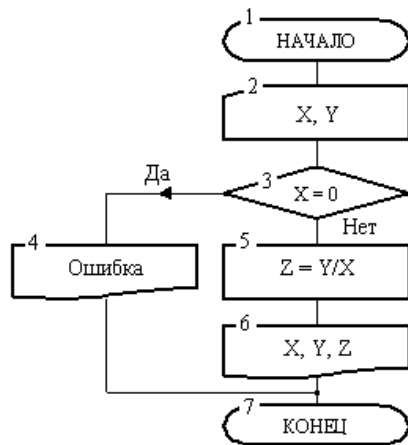 1
НАЧАЛО
2
X, Y
3
X = 0
Да
Нет
4
Ошибка
5
Z = Y/X
6
X, Y, Z
7
КОНЕЦ